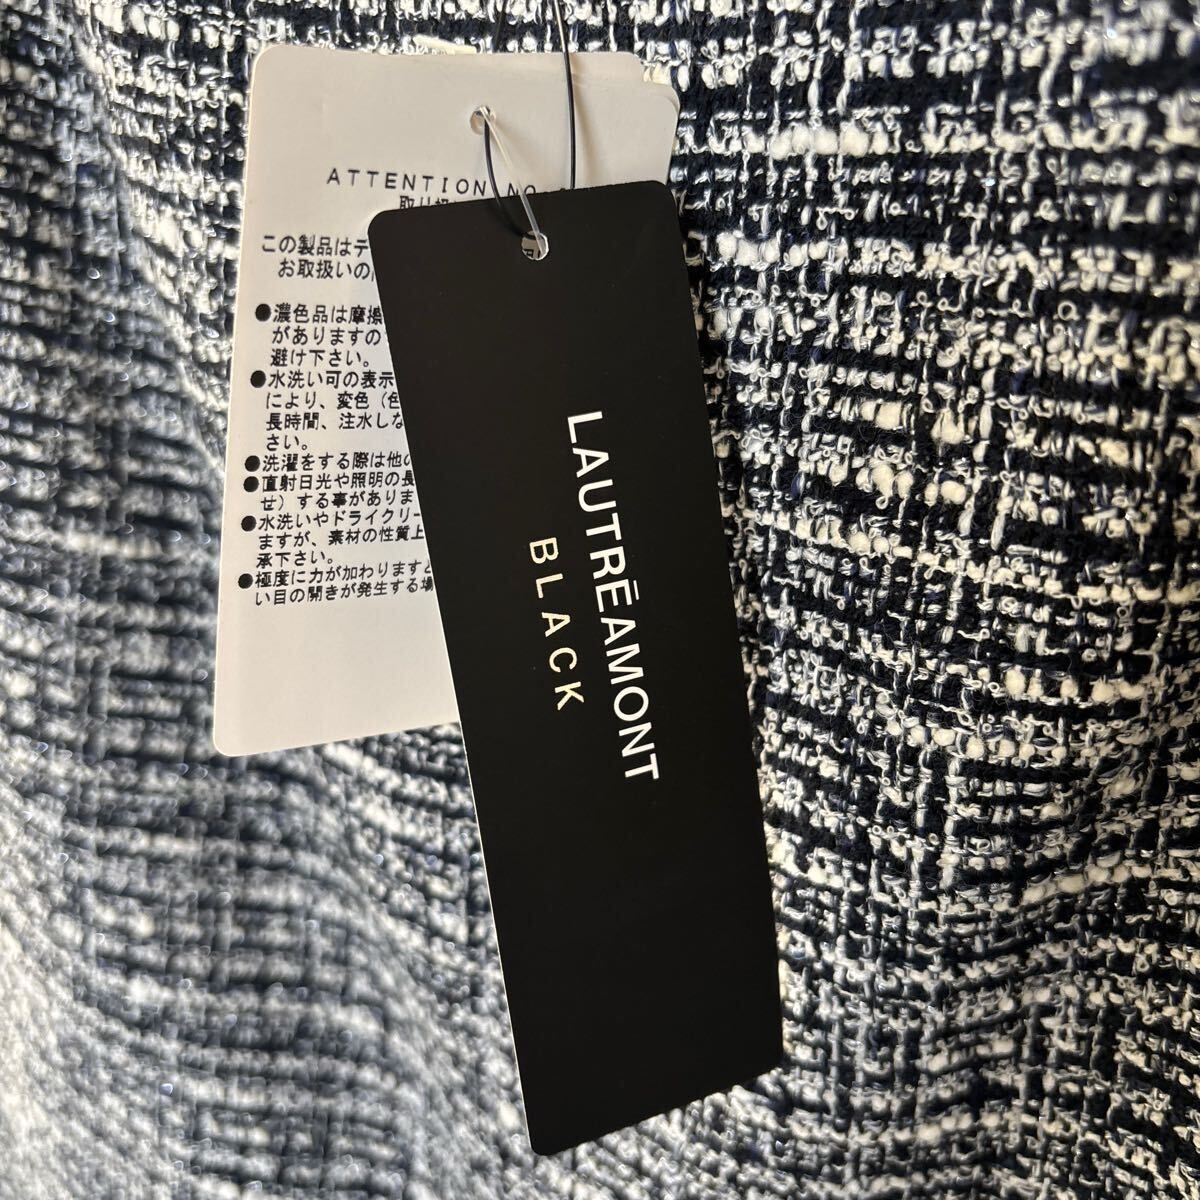 ATTENTION NO.
取り扱
この製品はデ
お取扱いの
●濃色品は摩擦
がありますの
避け下さい。
●水洗い可の表示
により、変色(色
長時間、注水しな
さい。
●洗濯をする際は他の
●直射日光や照明の長
せ)する事がありま
●水洗いやドライクリー
ますが、素材の性質上
承下さい。
●極度に力が加わりますと
い目の開きが発生する場
LAUTRĒAMONT
BLACK